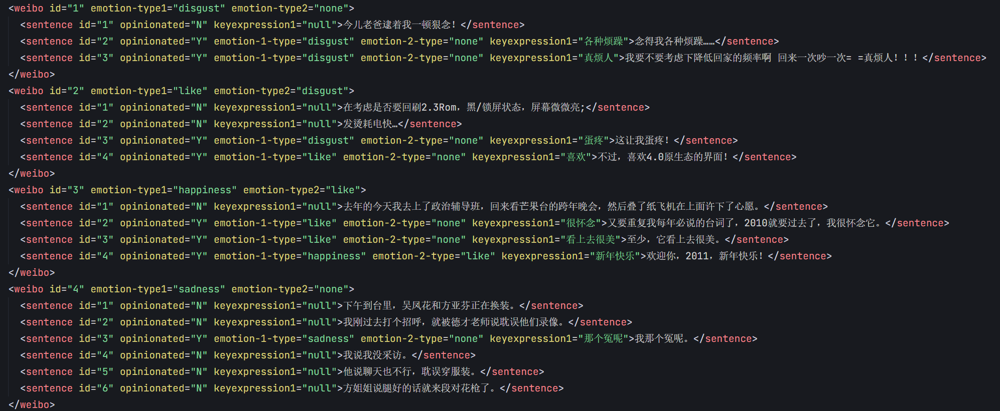 <weibo id="1" emotion-type1="disgust" emotion-type2="none">
<sentence id="1" opinionated="N" keyexpression1="null">今儿老爸逮着我一顿狠念！</sentence>
<sentence id="2" opinionated="Y" emotion-1-type="disgust" emotion-2-type="none" keyexpression1="各种烦躁">念得我各种烦躁……</sentence>
<sentence id="3" opinionated="Y" emotion-1-type="disgust" emotion-2-type="none" keyexpression1="真烦人">我要不要考虑下降低回家的频率啊 回来一次吵一次= =真烦人！！！</sentence>
</weibo>
<weibo id="2" emotion-type1="like" emotion-type2="disgust">
<sentence id="1" opinionated="N" keyexpression1="null">在考虑是否要回刷2.3Rom，黑/锁屏状态，屏幕微微亮;</sentence>
<sentence id="2" opinionated="N" keyexpression1="null">发烫耗电快…</sentence>
<sentence id="3" opinionated="Y" emotion-1-type="disgust" emotion-2-type="none" keyexpression1="蛋疼">这让我蛋疼！</sentence>
<sentence id="4" opinionated="Y" emotion-1-type="like" emotion-2-type="none" keyexpression1="喜欢">不过，喜欢4.0原生态的界面！</sentence>
</weibo>
<weibo id="3" emotion-type1="happiness" emotion-type2="like">
<sentence id="1" opinionated="N" keyexpression1="null">去年的今天我去上了政治辅导班，回来看芒果台的跨年晚会，然后叠了纸飞机在上面许下了心愿。</sentence>
<sentence id="2" opinionated="Y" emotion-1-type="like" emotion-2-type="none" keyexpression1="很怀念">又要重复我每年必说的台词了，2010就要过去了，我很怀念它。</sentence>
<sentence id="3" opinionated="Y" emotion-1-type="like" emotion-2-type="none" keyexpression1="看上去很美">至少，它看上去很美。</sentence>
<sentence id="4" opinionated="Y" emotion-1-type="happiness" emotion-2-type="like" keyexpression1="新年快乐">欢迎你，2011，新年快乐！</sentence>
</weibo>
<weibo id="4" emotion-type1="sadness" emotion-type2="none">
<sentence id="1" opinionated="N" keyexpression1="null">下午到台里，吴凤花和方亚芬正在换装。</sentence>
<sentence id="2" opinionated="N" keyexpression1="null">我刚过去打个招呼，就被德才老师说耽误他们录像。</sentence>
<sentence id="3" opinionated="Y" emotion-1-type="sadness" emotion-2-type="none" keyexpression1="那个冤呢">我那个冤呢。</sentence>
<sentence id="4" opinionated="N" keyexpression1="null">我说我没采访。</sentence>
<sentence id="5" opinionated="N" keyexpression1="null">他说聊天也不行，耽误穿服装。</sentence>
<sentence id="6" opinionated="N" keyexpression1="null">方姐姐说腿好的话就来段对花枪了。</sentence>
</weibo>